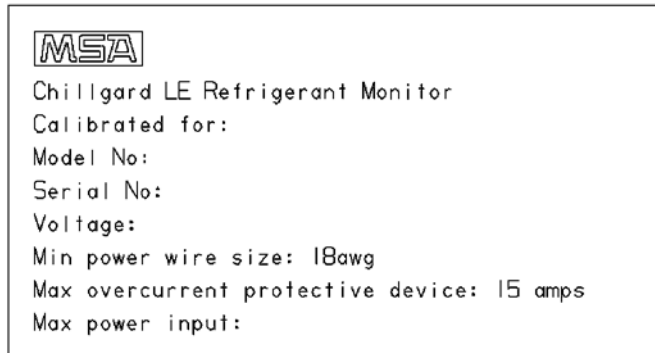 MSA
Chillgard LE Refrigerant Monitor
Calibrated for:
Model No:
Serial No:
Voltage:
Min power wire size: 18awg
Max overcurrent protective device: 15 amps
Max power input: